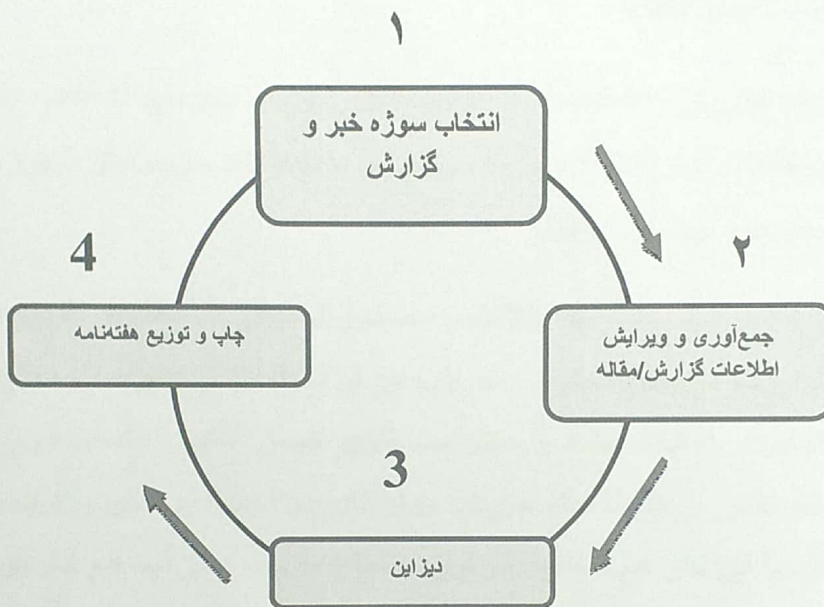 ۱
انتخاب سوژه خبر و
گزارش
۲
جمع‌آوری و ویرایش
اطلاعات گزارش/مقاله
3
دیزاین
4
چاپ و توزیع هفته‌نامه